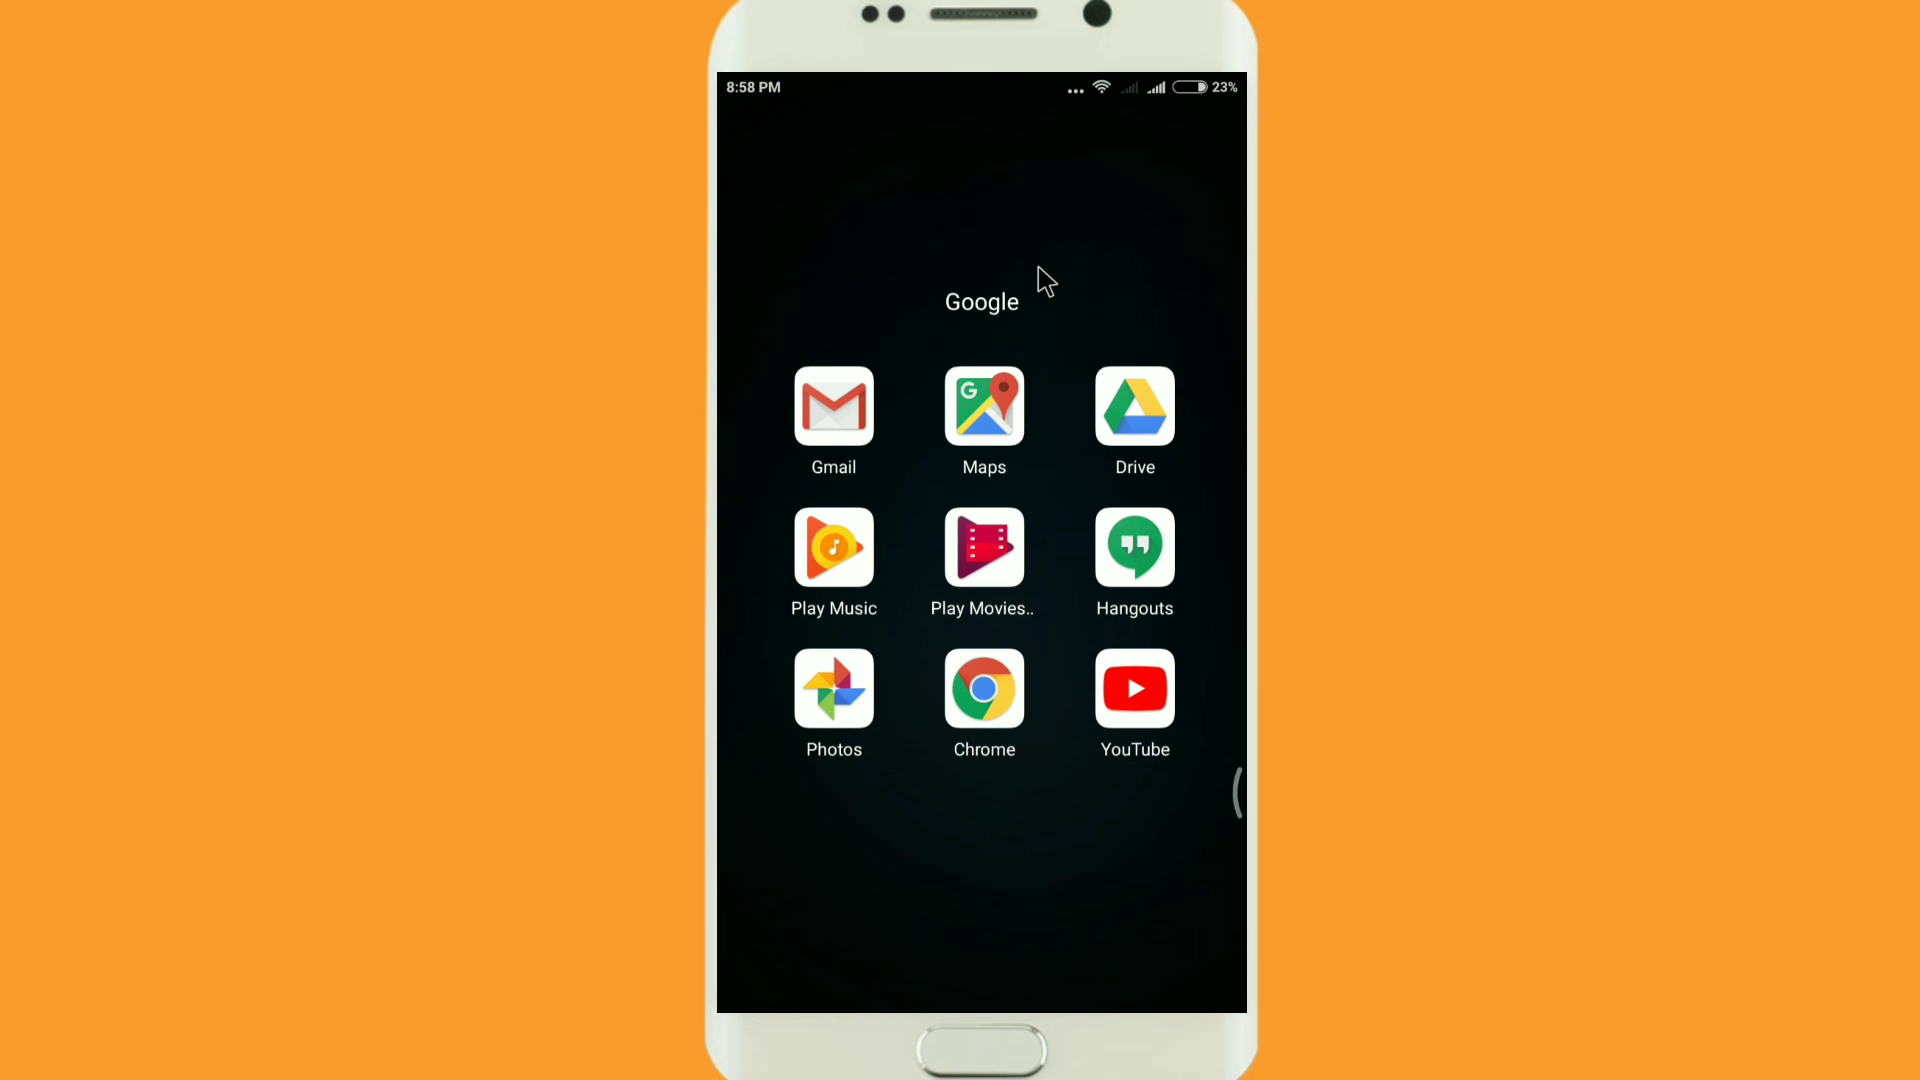 8:58 PM
23%
Google
Gmail
Maps
Drive
Play Music
Play Movies..
Hangouts
Photos
Chrome
YouTube